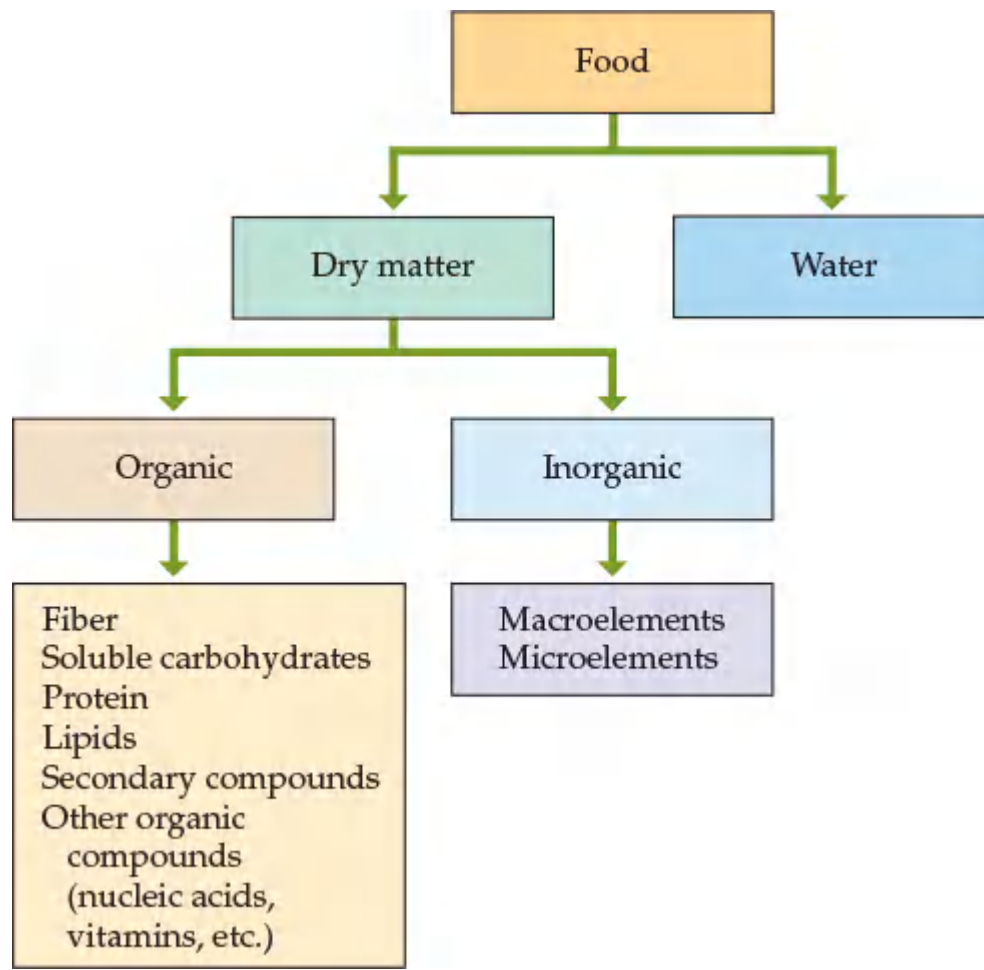 Food
Dry matter
Water
Organic
Inorganic
Fiber
Soluble carbohydrates
Protein
Lipids
Secondary compounds
Other organic
compounds
(nucleic acids,
vitamins, etc.)
Macroelements
Microelements